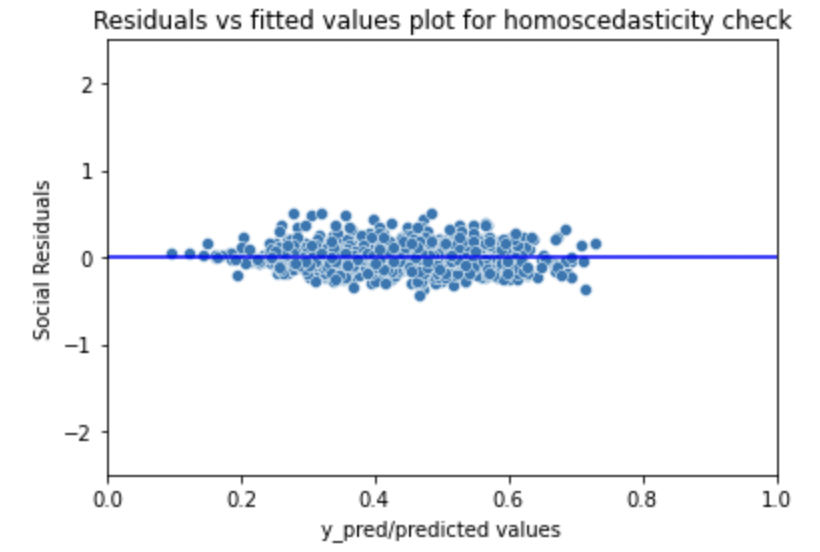 Residuals vs fitted values plot for homoscedasticity check
2
1
0
−1
−2
Social Residuals
0.0 0.2 0.4 0.6 0.8 1.0
y_pred/predicted values